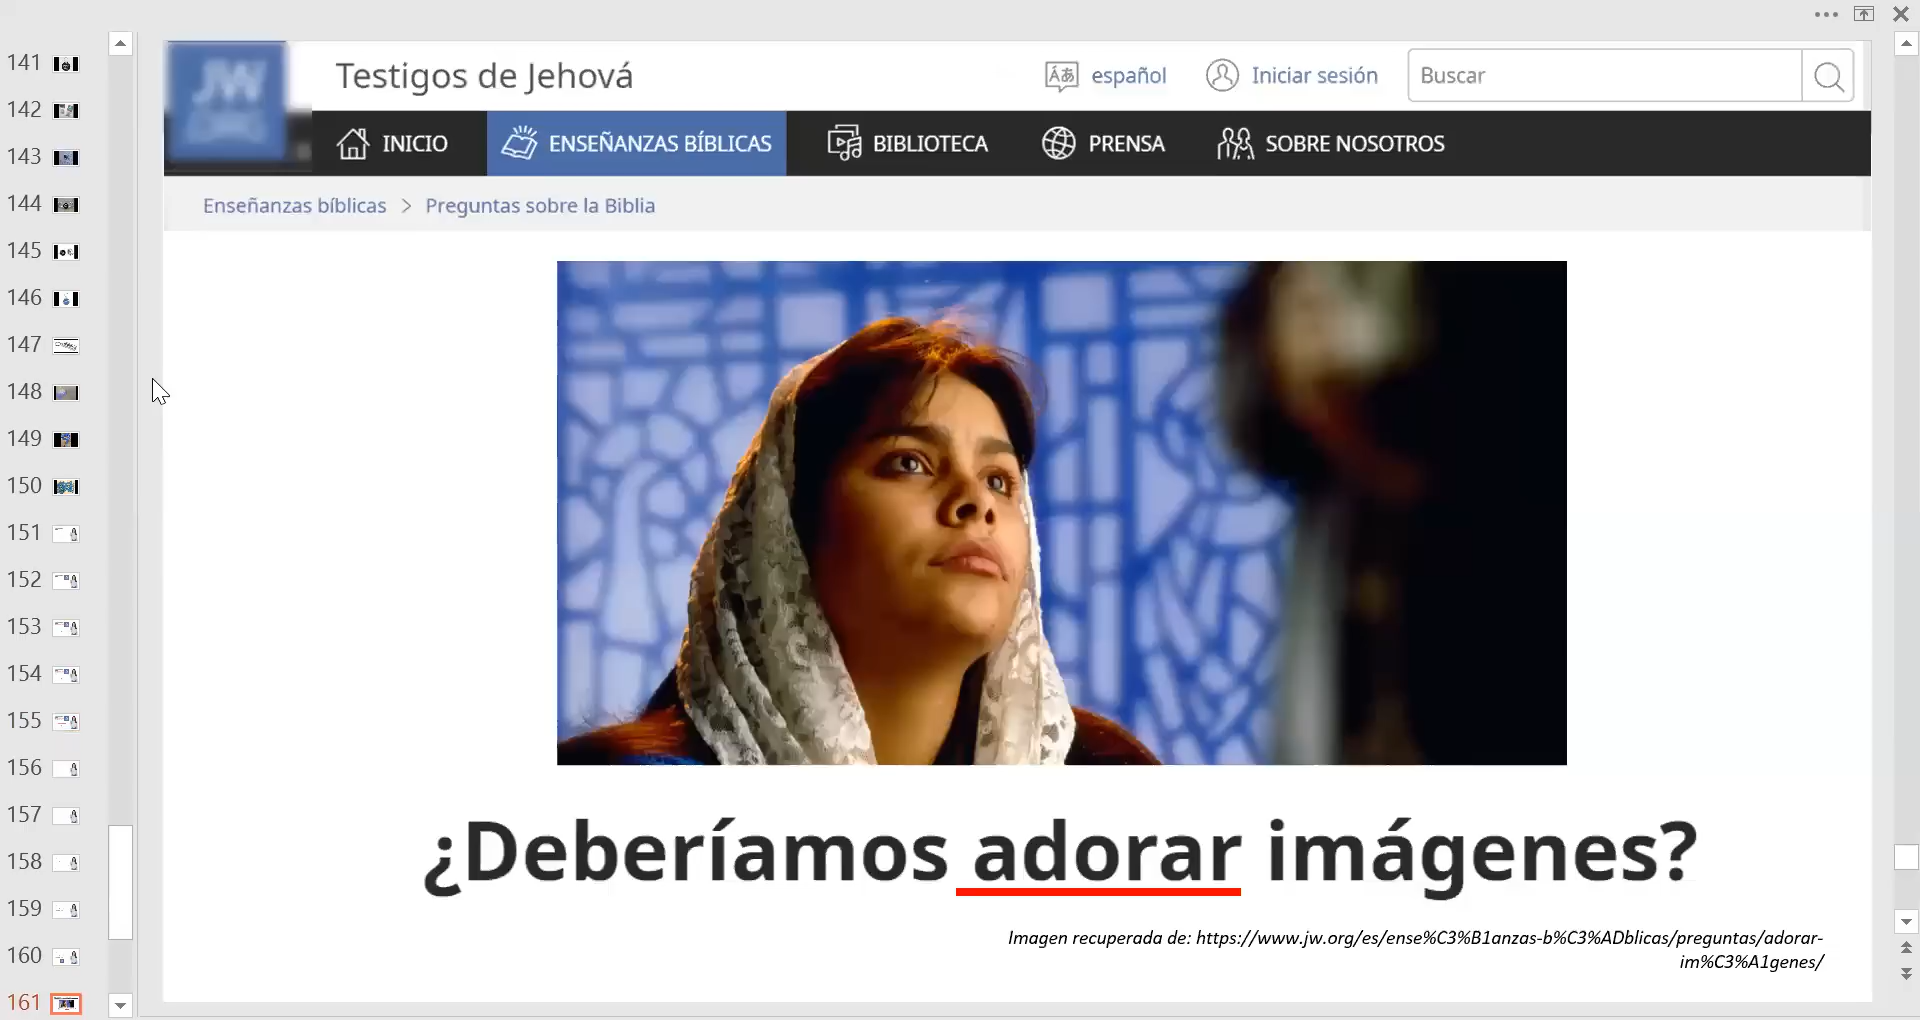 141
142
143
144
145
146
147
148
149
150
151
152
153
154
155
156
157
158
159
160
161
JW
ORG
Testigos de Jehová
español
Iniciar sesión
Buscar
INICIO
ENSEÑANZAS BÍBLICAS
BIBLIOTECA
PRENSA
SOBRE NOSOTROS
Enseñanzas bíblicas > Preguntas sobre la Biblia
¿Deberíamos adorar imágenes?
Imagen recuperada de: https://www.jw.org/es/ense%C3%B1anzas-b%C3%ADblicas/preguntas/adorar-
im%C3%A1genes/